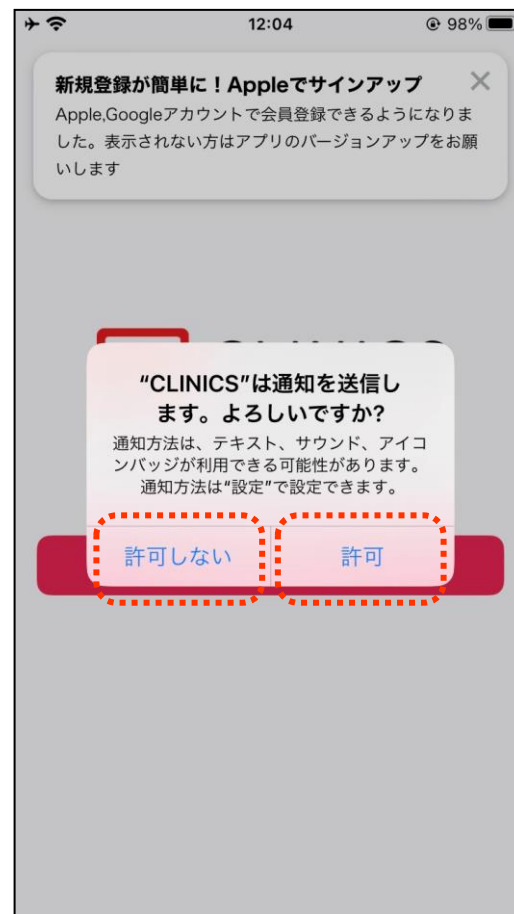 12:04
98%
新規登録が簡単に！Appleでサインアップ
Apple,Googleアカウントで会員登録できるようになりま
した。表示されない方はアプリのバージョンアップをお願
いします
"CLINICS"は通知を送信し
ます。よろしいですか?
通知方法は、テキスト、サウンド、アイコ
ンバッジが利用できる可能性があります。
通知方法は"設定"で設定できます。
許可しない 許可